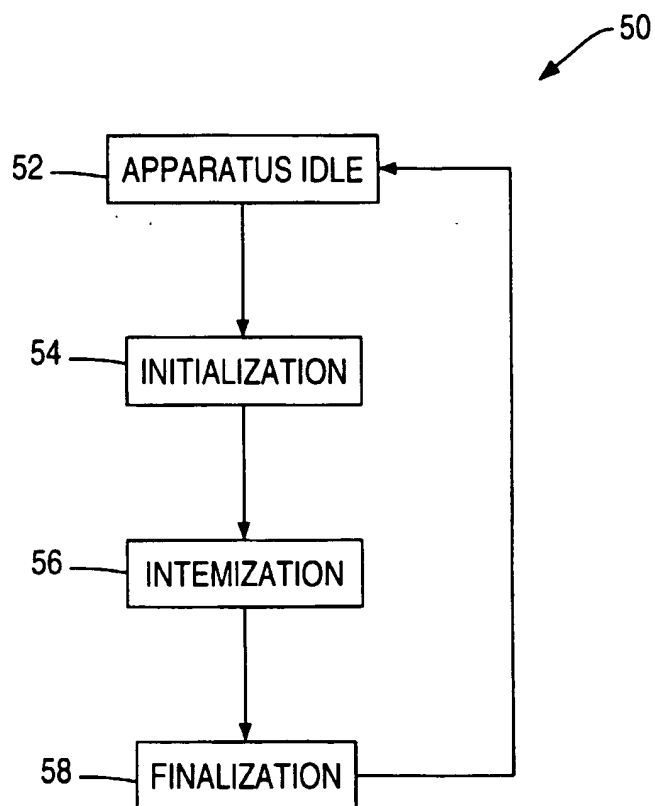 50
52 APPARATUS IDLE
54 INITIALIZATION
56 INTEMIZATION
58 FINALIZATION